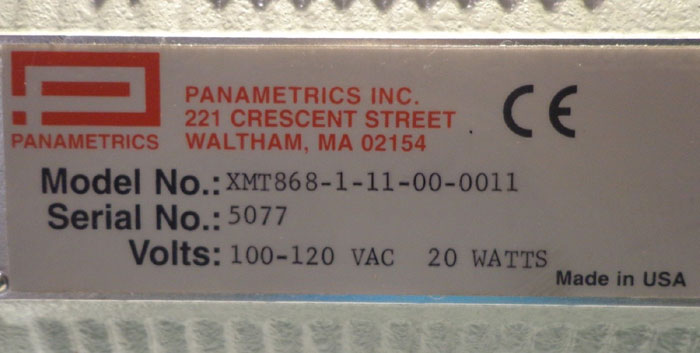 PANAMETRICS
PANAMETRICS INC.
221 CRESCENT STREET
WALTHAM, MA 02154
CE
Model No.: XMT868-1-11-00-0011
Serial No.: 5077
Volts: 100-120 VAC 20 WATTS
Made in USA